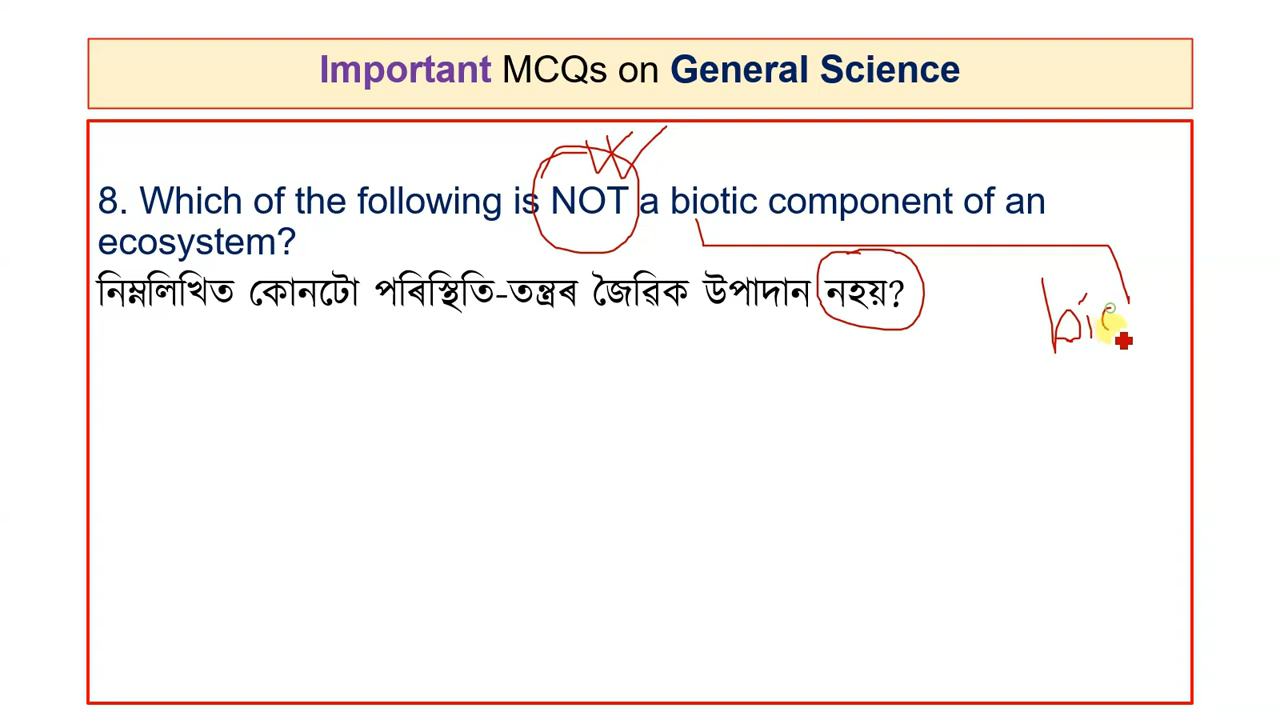 Important MCQs on General Science
8. Which of the following is NOT a biotic component of an
ecosystem?
নিম্নলিখিত কোনটো পৰিস্থিতি-তন্ত্ৰৰ জৈৱিক উপাদান নহয়?
bio